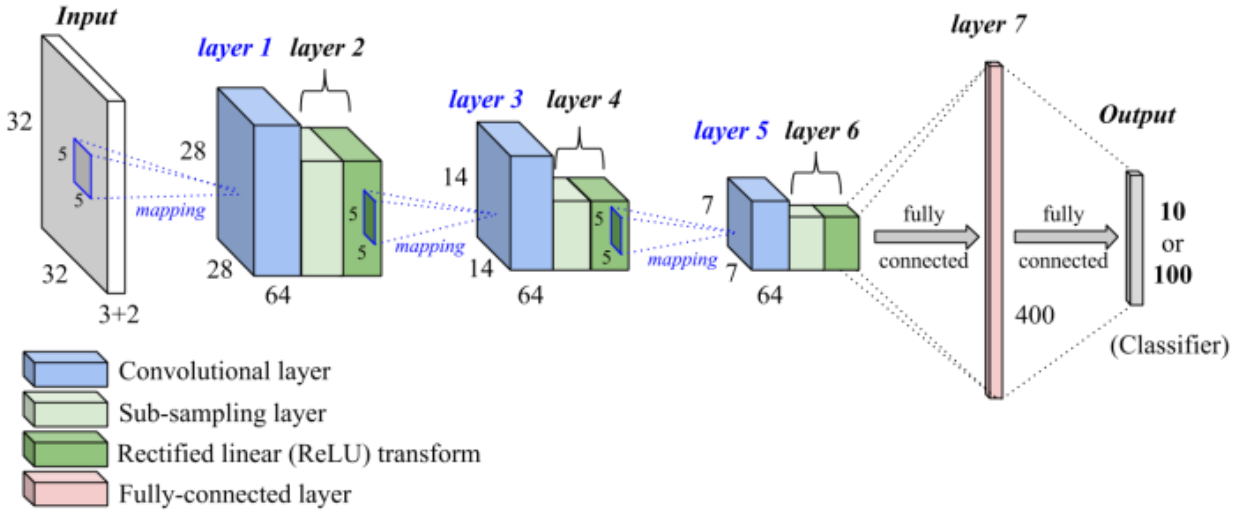 Input
layer 1
layer 2
layer 3
layer 4
layer 5
layer 6
layer 7
Output
32
32
3+2
5
5
mapping
28
28
64
5
5
mapping
14
14
64
5
5
mapping
7
7
64
fully
connected
400
fully
connected
10
or
100
(Classifier)
Convolutional layer
Sub-sampling layer
Rectified linear (ReLU) transform
Fully-connected layer